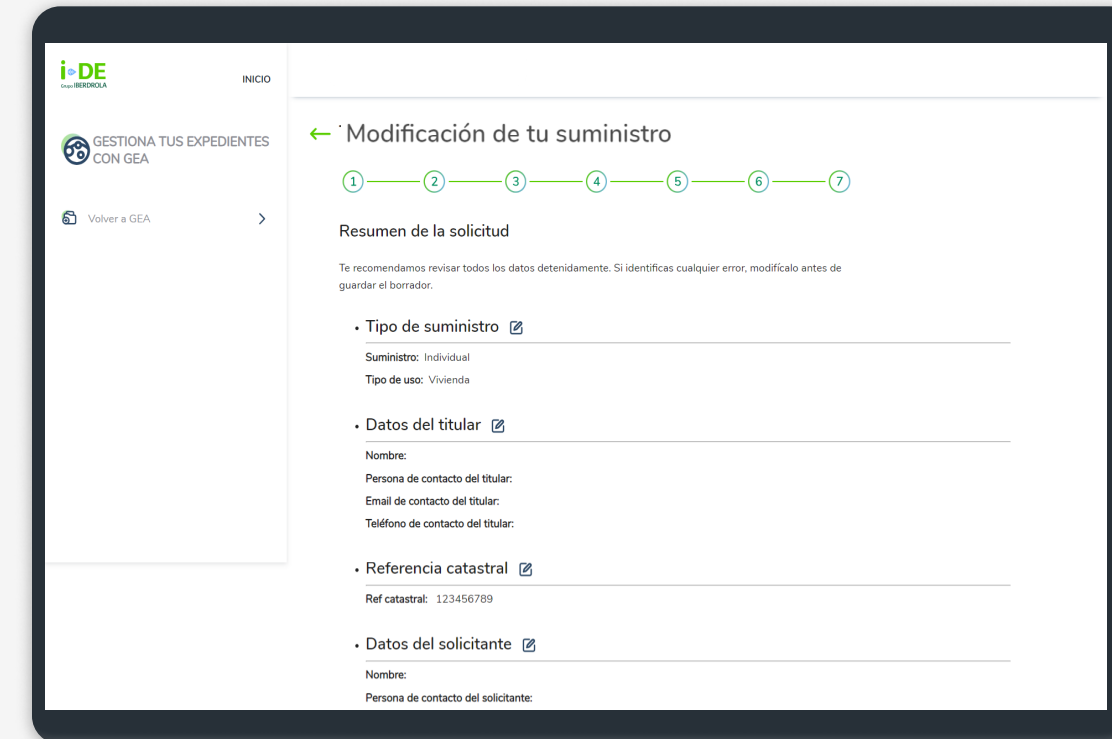 i-DE
Grupo IBERDROLA
INICIO
GESTIONA TUS EXPEDIENTES
CON GEA
Volver a GEA
Modificación de tu suministro
1 2 3 4 5 6 7
Resumen de la solicitud
Te recomendamos revisar todos los datos detenidamente. Si identificas cualquier error, modifícalo antes de
guardar el borrador.
• Tipo de suministro
Suministro: Individual
Tipo de uso: Vivienda
• Datos del titular
Nombre:
Persona de contacto del titular:
Email de contacto del titular:
Teléfono de contacto del titular:
• Referencia catastral
Ref catastral: 123456789
• Datos del solicitante
Nombre:
Persona de contacto del solicitante: